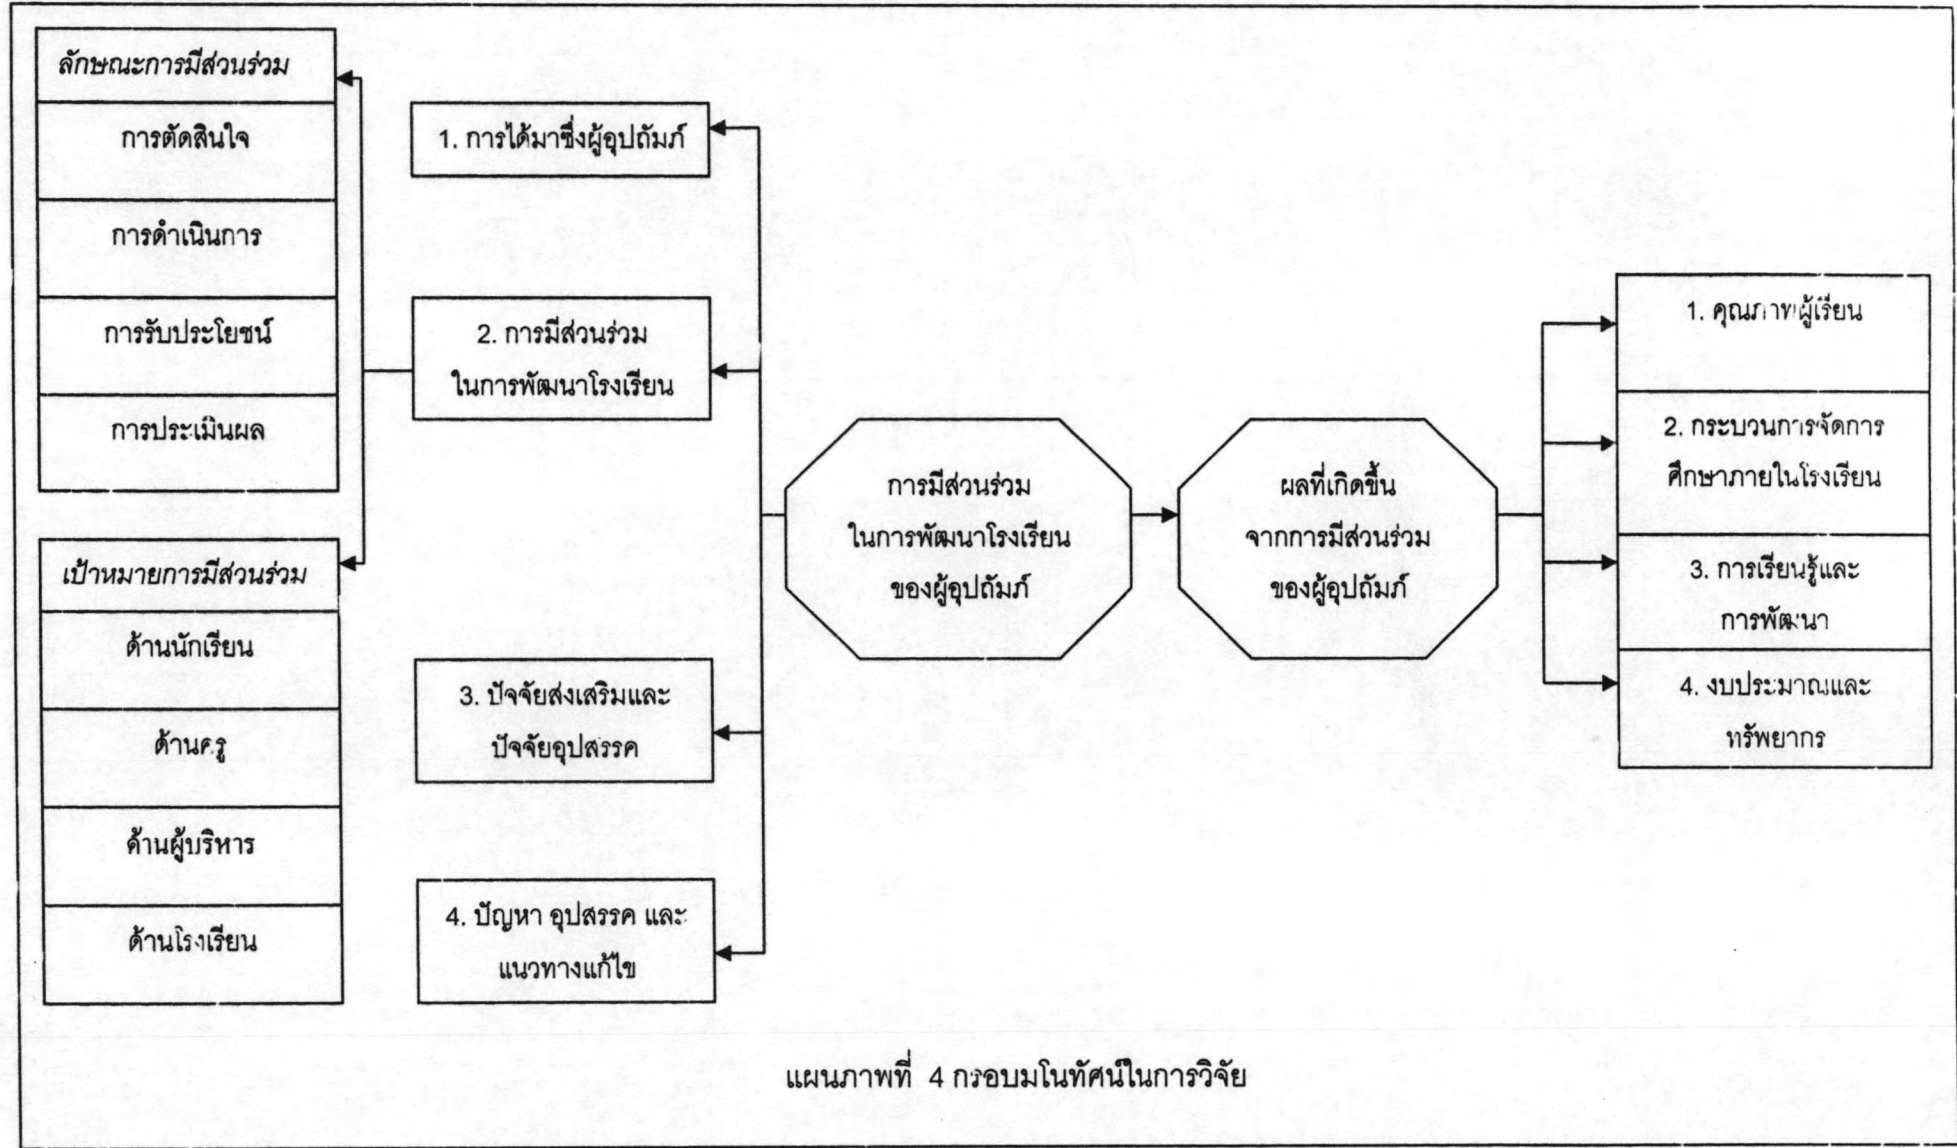 ลักษณะการมีส่วนร่วม
การตัดสินใจ
การดำเนินการ
การรับประโยชน์
การประเมินผล
เป้าหมายการมีส่วนร่วม
ด้านนักเรียน
ด้านครู
ด้านผู้บริหาร
ด้านโรงเรียน
1. การได้มาซึ่งผู้อุปถัมภ์
2. การมีส่วนร่วม
ในการพัฒนาโรงเรียน
3. ปัจจัยส่งเสริมและ
ปัจจัยอุปสรรค
4. ปัญหา อุปสรรค และ
แนวทางแก้ไข
การมีส่วนร่วม
ในการพัฒนาโรงเรียน
ของผู้อุปถัมภ์
ผลที่เกิดขึ้น
จากการมีส่วนร่วม
ของผู้อุปถัมภ์
1. คุณภาพผู้เรียน
2. กระบวนการจัดการ
ศึกษาภายในโรงเรียน
3. การเรียนรู้และ
การพัฒนา
4. งบประมาณและ
ทรัพยากร
แผนภาพที่ 4 กรอบมโนทัศน์ในการวิจัย